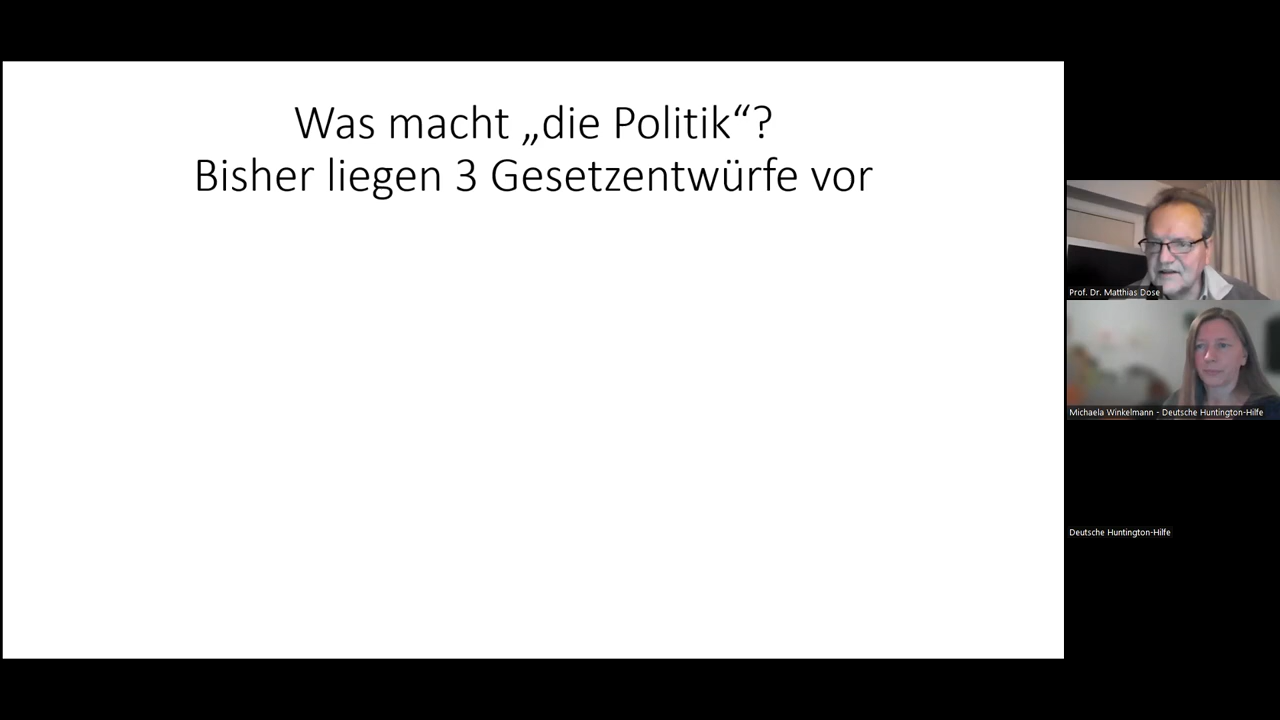 Was macht „die Politik“?
Bisher liegen 3 Gesetzentwürfe vor
Prof. Dr. Matthias Dose
Michaela Winkelmann - Deutsche Huntington-Hilfe
Deutsche Huntington-Hilfe